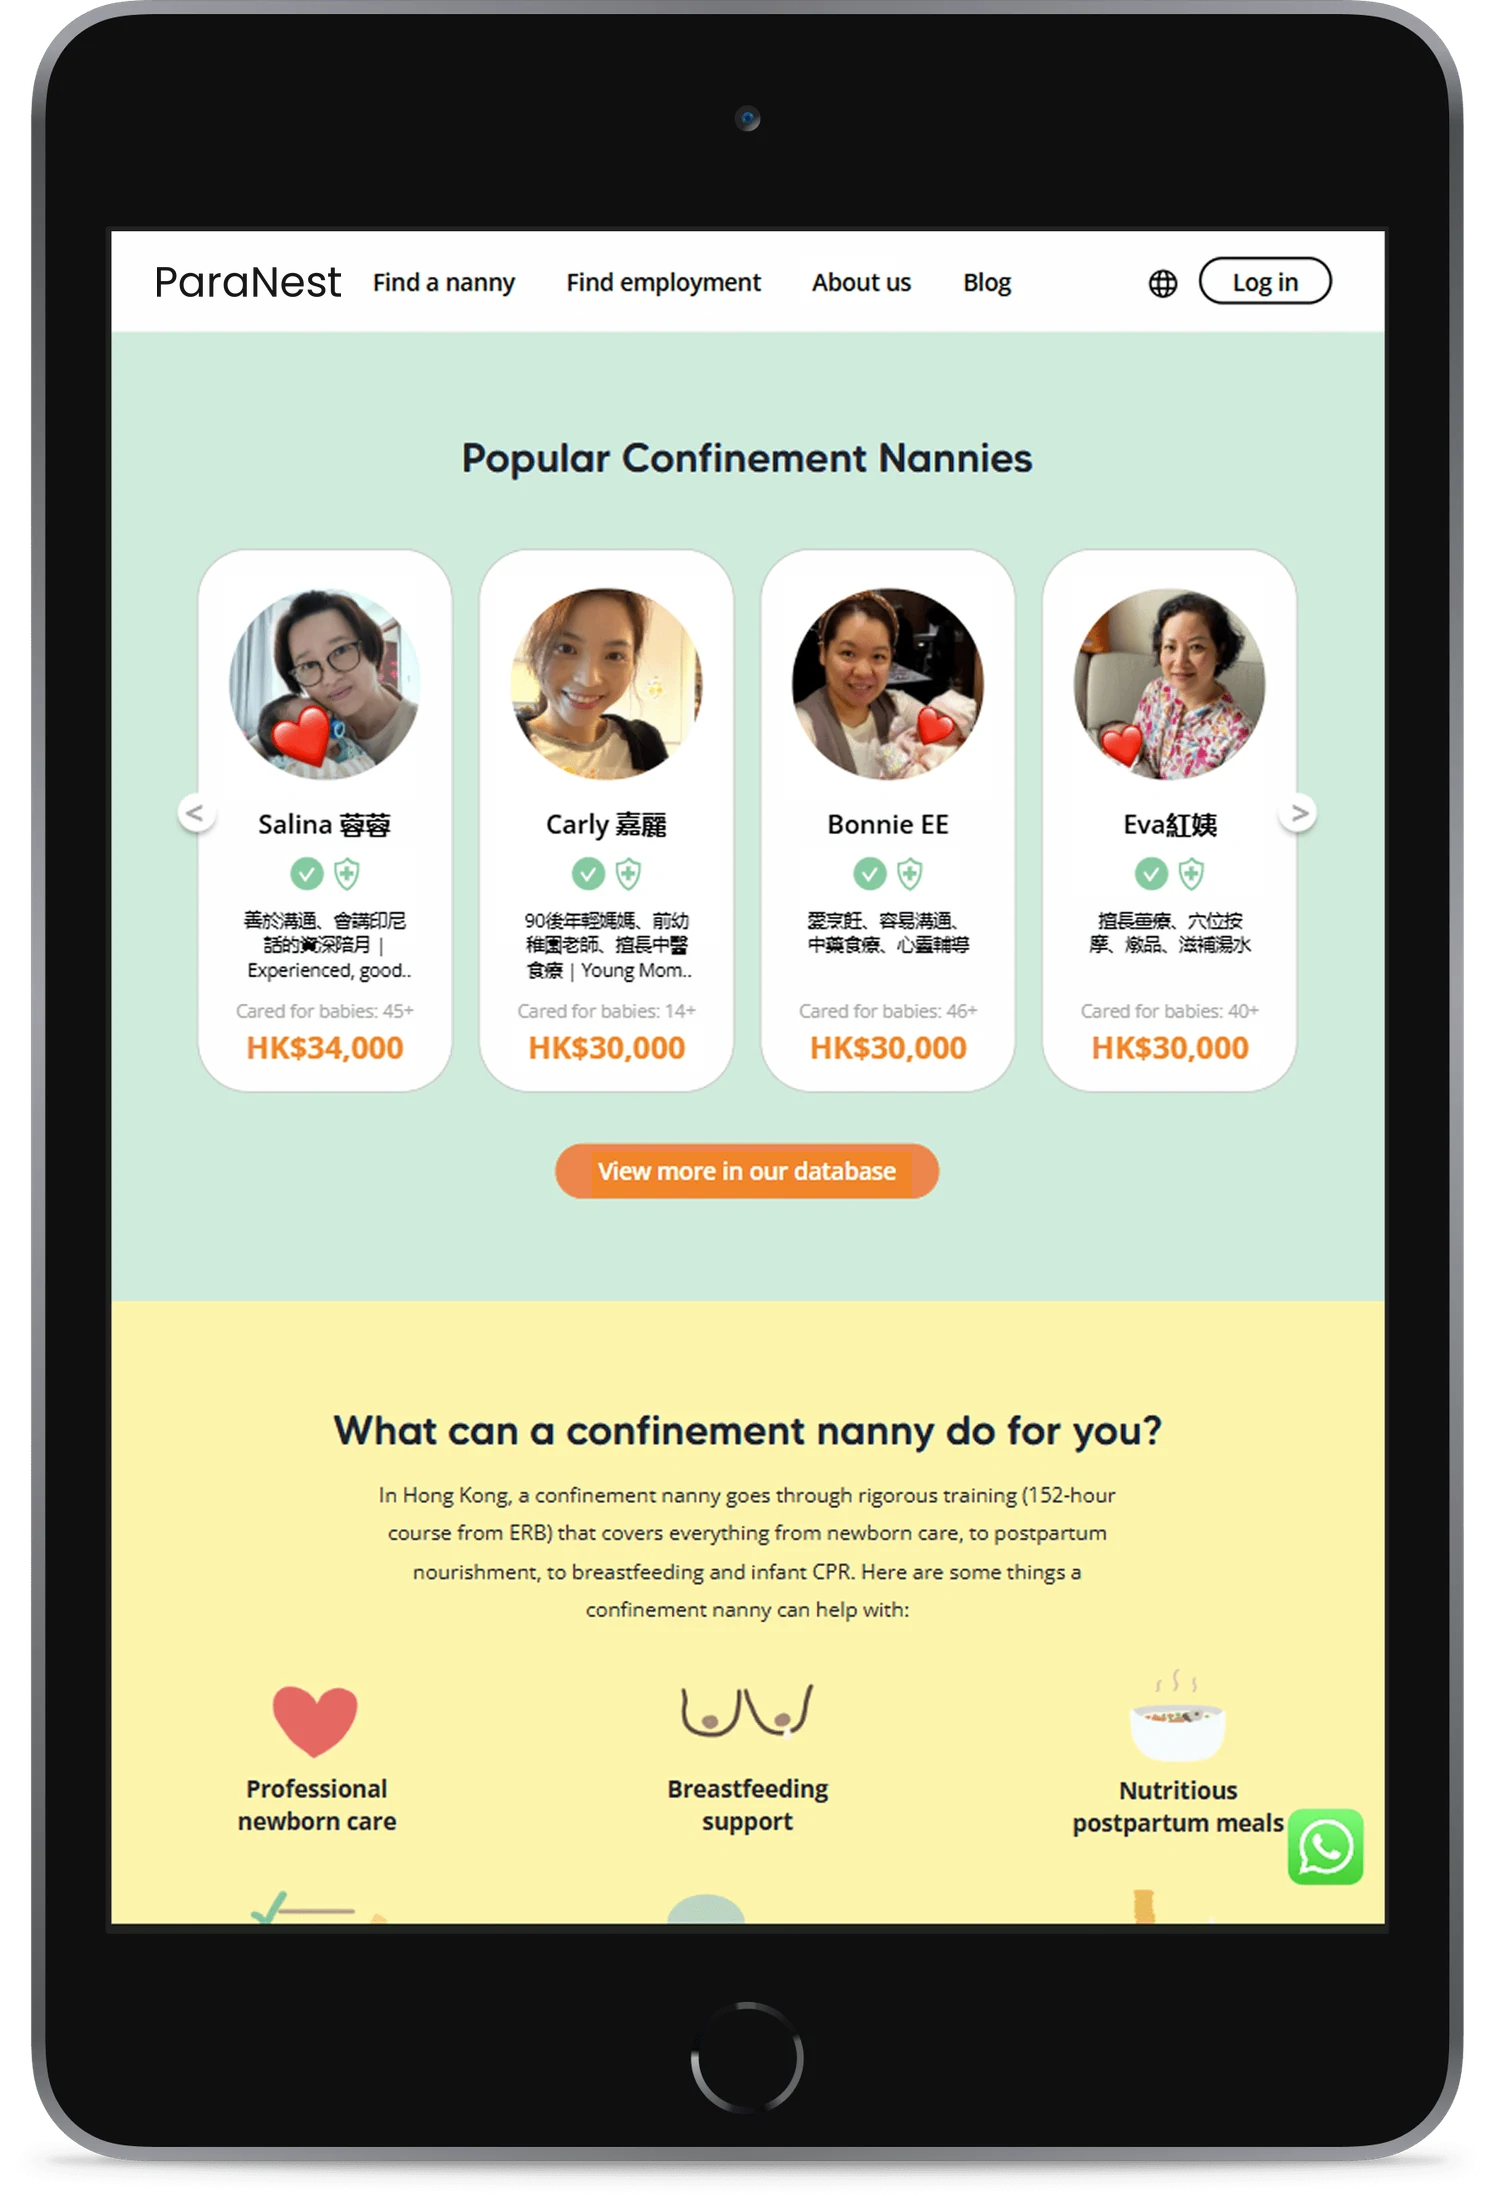 ParaNest Find a nanny Find employment About us Blog Log in
Popular Confinement Nannies
Salina 蓉蓉
善於溝通、會講印尼
話的資深陪月 |
Experienced, good..
Cared for babies: 45+
HK$34,000
Carly 嘉麗
90後年輕媽媽、前幼
稚園老師、擅長中醫
食療 | Young Mom..
Cared for babies: 14+
HK$30,000
Bonnie EE
愛烹飪、容易溝通、
中藥食療、心靈輔導
Cared for babies: 46+
HK$30,000
Eva紅姨
擅長薑療、穴位按
摩、燉品、滋補湯水
Cared for babies: 40+
HK$30,000
<
>
View more in our database
What can a confinement nanny do for you?
In Hong Kong, a confinement nanny goes through rigorous training (152-hour
course from ERB) that covers everything from newborn care, to postpartum
nourishment, to breastfeeding and infant CPR. Here are some things a
confinement nanny can help with:
Professional
newborn care
Breastfeeding
support
Nutritious
postpartum meals